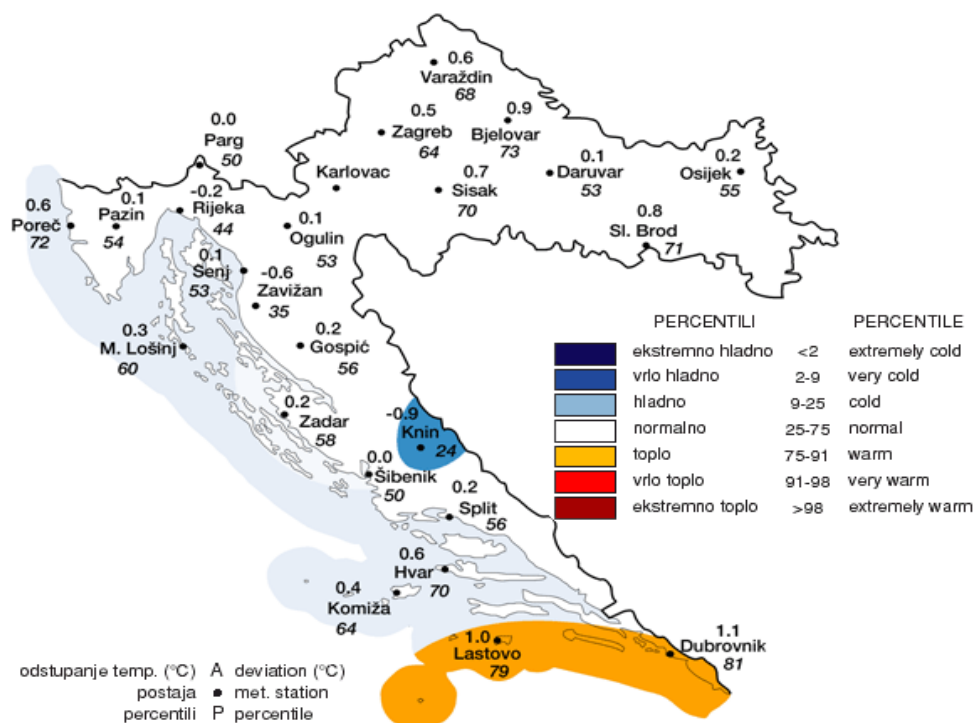 0.6
Varaždin
68
0.5
Zagreb
64
0.9
Bjelovar
73
0.0
Parg
50
Karlovac
0.7
Sisak
70
0.1
Daruvar
53
0.2
Osijek
55
0.6
Poreč
72
0.1
Pazin
54
-0.2
Rijeka
44
0.1
Ogulin
53
0.8
Sl. Brod
71
0.1
Senj
53
-0.6
Zavižan
35
0.3
M. Lošinj
60
0.2
Gospić
56
0.2
Zadar
58
-0.9
Knin
24
0.0
Šibenik
50
0.2
Split
56
0.6
Hvar
70
0.4
Komiža
64
1.0
Lastovo
79
1.1
Dubrovnik
81
PERCENTILI PERCENTILE
ekstremno hladno <2 extremely cold
vrlo hladno 2-9 very cold
hladno 9-25 cold
normalno 25-75 normal
toplo 75-91 warm
vrlo toplo 91-98 very warm
ekstremno toplo >98 extremely warm
odstupanje temp. (°C) A deviation (°C)
postaja met. station
percentili P percentile